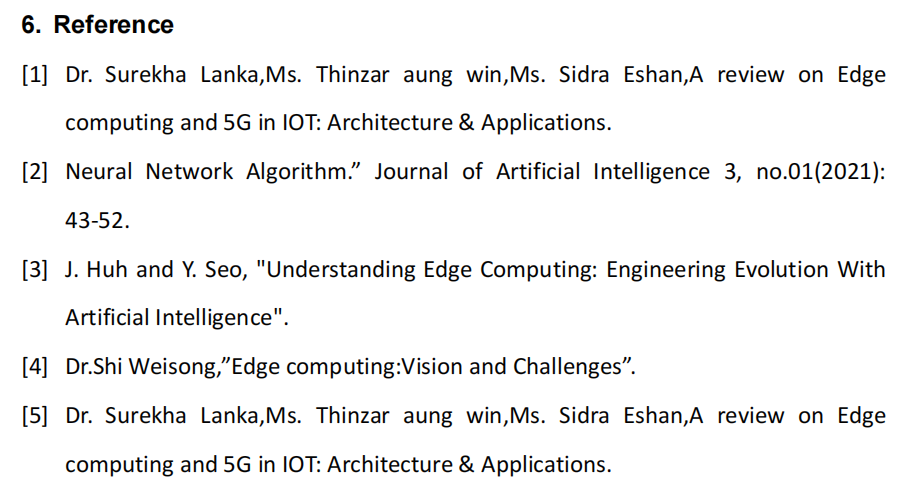 6. Reference
[1] Dr. Surekha Lanka,Ms. Thinzar aung win,Ms. Sidra Eshan,A review on Edge
computing and 5G in IOT: Architecture & Applications.
[2] Neural Network Algorithm.” Journal of Artificial Intelligence 3, no.01(2021):
43-52.
[3] J. Huh and Y. Seo, "Understanding Edge Computing: Engineering Evolution With
Artificial Intelligence".
[4] Dr.Shi Weisong,”Edge computing:Vision and Challenges”.
[5] Dr. Surekha Lanka,Ms. Thinzar aung win,Ms. Sidra Eshan,A review on Edge
computing and 5G in IOT: Architecture & Applications.